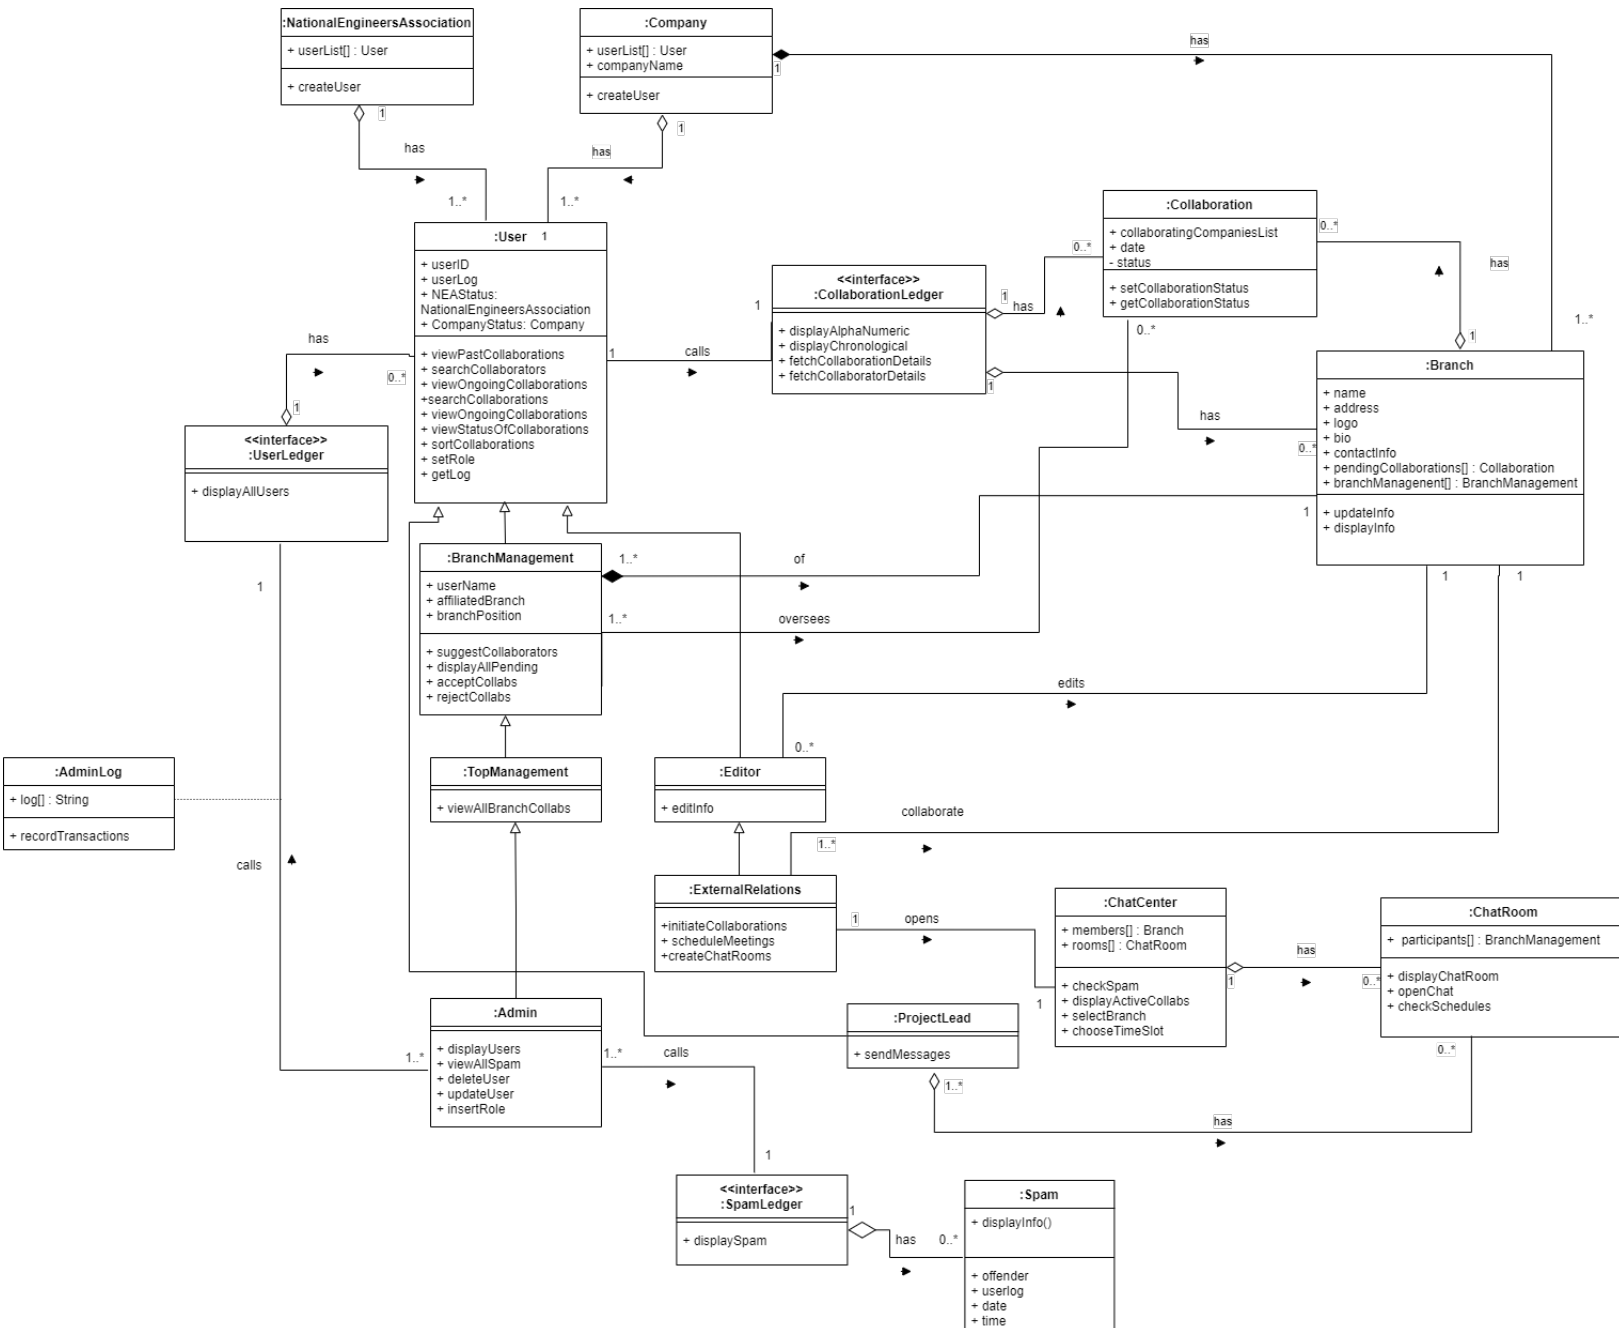 :NationalEngineersAssociation
+ userList[] : User
+ createUser
1
has
1..*
:Company
+ userList[] : User
+ companyName
+ createUser
1
has
1..*
1
has
1..*
:User 1
+ userID
+ userLog
+ NEAStatus:
NationalEngineersAssociation
+ CompanyStatus: Company
+ viewPastCollaborations
+ searchCollaborators
+ viewOngoingCollaborations
+searchCollaborations
+ viewOngoingCollaborations
+ viewStatusOfCollaborations
+ sortCollaborations
+ setRole
+ getLog
has
0..*
1
<<interface>>
:UserLedger
+ displayAllUsers
1
1
calls
1
<<interface>>
:CollaborationLedger
+ displayAlphaNumeric
+ displayChronological
+ fetchCollaborationDetails
+ fetchCollaboratorDetails
1
has
0..*
1
has
0..*
:Collaboration
+ collaboratingCompaniesList
+ date
- status
+ setCollaborationStatus
+ getCollaborationStatus
0..*
has
1
0..*
:Branch
+ name
+ address
+ logo
+ bio
+ contactInfo
+ pendingCollaborations[] : Collaboration
+ branchManagenent[] : BranchManagement
+ updateInfo
+ displayInfo
1
1
1
:BranchManagement
+ userName
+ affiliatedBranch
+ branchPosition
+ suggestCollaborators
+ displayAllPending
+ acceptCollabs
+ rejectCollabs
1..*
of
1..*
oversees
edits
0..*
:AdminLog
+ log[] : String
+ recordTransactions
calls
:TopManagement
+ viewAllBranchCollabs
:Editor
+ editInfo
collaborate
1..*
:ExternalRelations
+initiateCollaborations
+ scheduleMeetings
+createChatRooms
1
opens
1
:ChatCenter
+ members[] : Branch
+ rooms[] : ChatRoom
+ checkSpam
+ displayActiveCollabs
+ selectBranch
+ chooseTimeSlot
1
has
0..*
:ChatRoom
+ participants[] : BranchManagement
+ displayChatRoom
+ openChat
+ checkSchedules
0..*
:Admin
+ displayUsers
+ viewAllSpam
+ deleteUser
+ updateUser
+ insertRole
1..*
1..*
calls
1
:ProjectLead
+ sendMessages
1..*
has
<<interface>>
:SpamLedger
+ displaySpam
1
has
0..*
:Spam
+ displayInfo()
+ offender
+ userlog
+ date
+ time